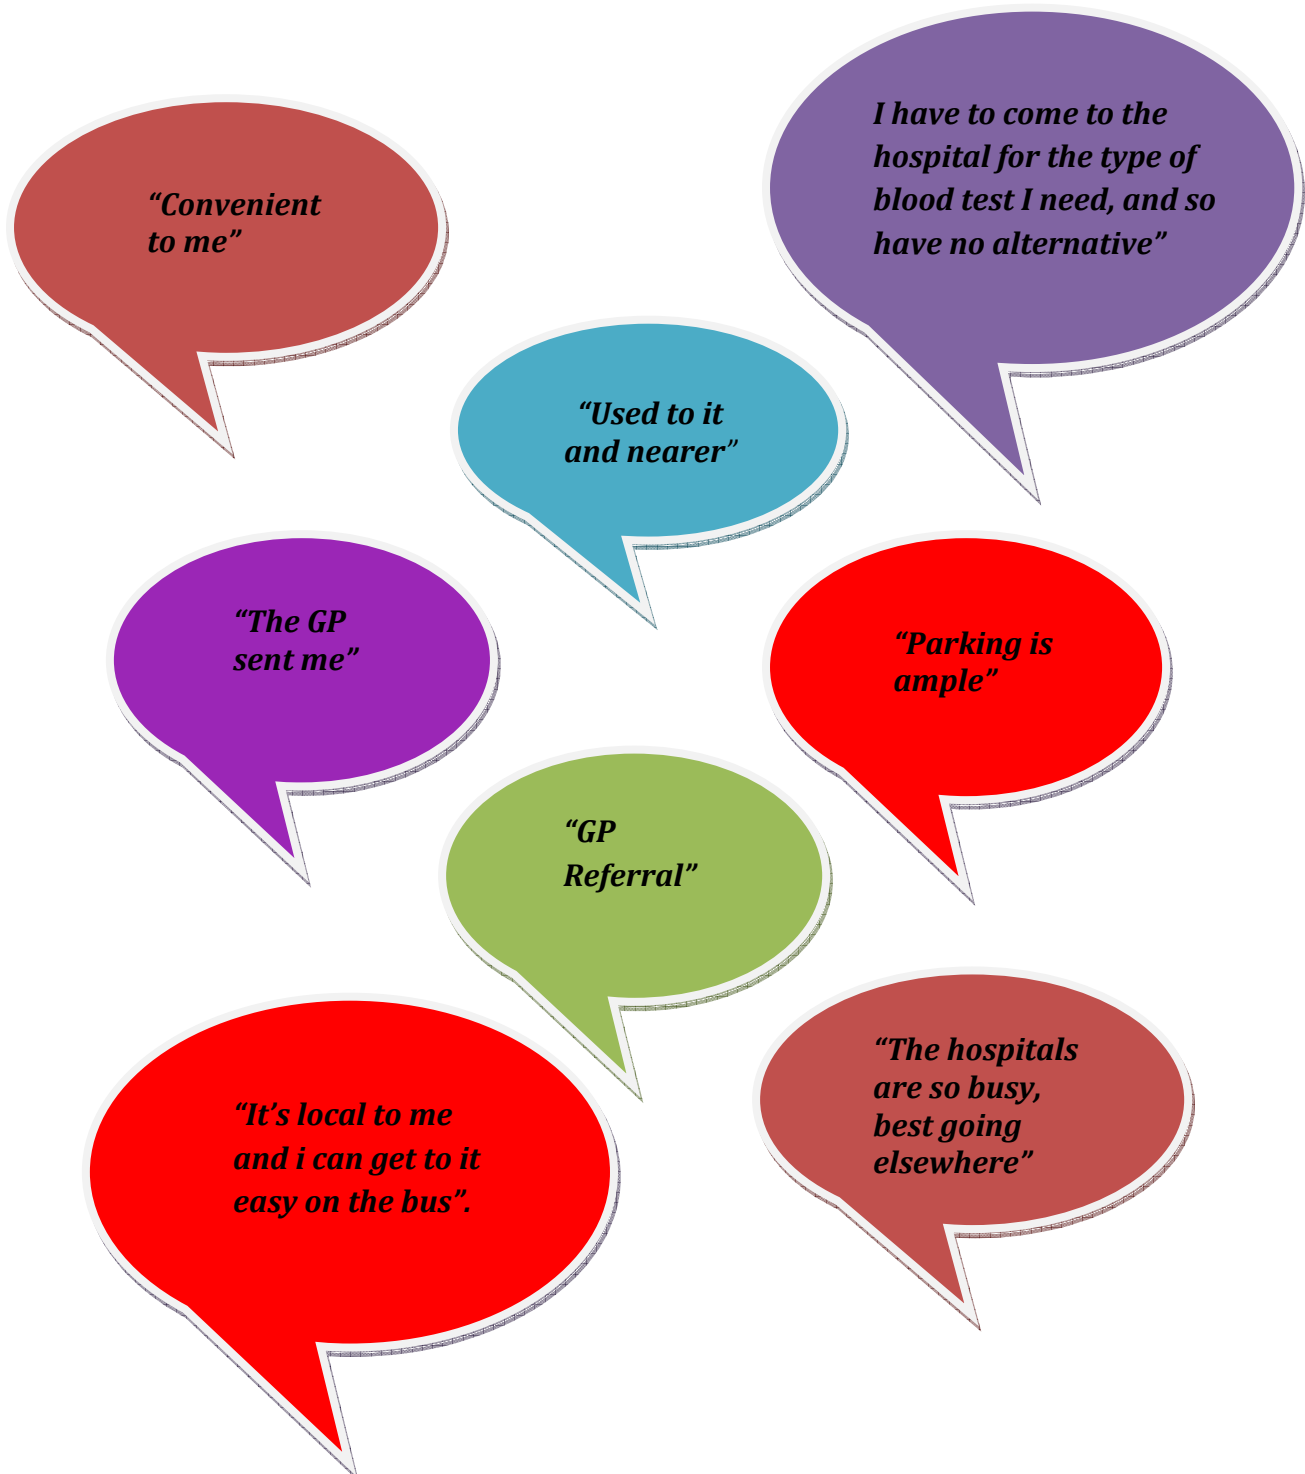 “Convenient
to me”
I have to come to the
hospital for the type of
blood test I need, and so
have no alternative”
“Used to it
and nearer”
“The GP
sent me”
“Parking is
ample”
“GP
Referral”
“It’s local to me
and i can get to it
easy on the bus”.
“The hospitals
are so busy,
best going
elsewhere”